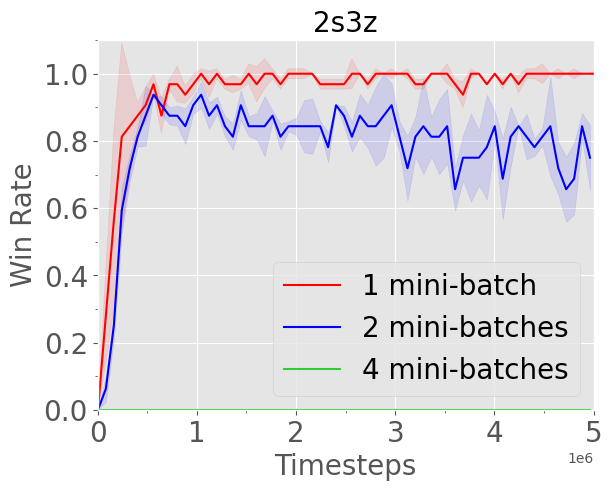 2s3z
Win Rate
1.0
0.8
0.6
0.4
0.2
0.0
1 mini-batch
2 mini-batches
4 mini-batches
0 1 2 3 4 5
1e6
Timesteps